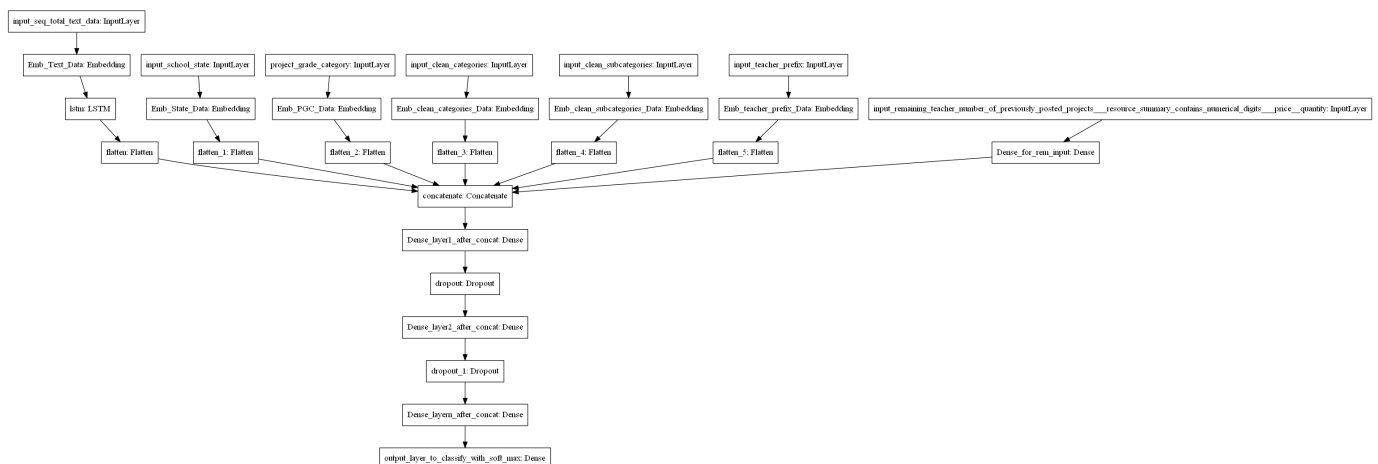 input_seq_total_text_data: InputLayer
Emb_Text_Data: Embedding
input_school_state: InputLayer
project_grade_category: InputLayer
input_clean_categories: InputLayer
input_clean_subcategories: InputLayer
input_teacher_prefix: InputLayer
lstm: LSTM
Emb_State_Data: Embedding
Emb_PGC_Data: Embedding
Emb_clean_categories_Data: Embedding
Emb_clean_subcategories_Data: Embedding
Emb_teacher_prefix_Data: Embedding
input_remaining_teacher_number_of_previously_posted_projects___resource_summary_contains_numerical_digits___price__quantity: InputLayer
flatten: Flatten
flatten_1: Flatten
flatten_2: Flatten
flatten_3: Flatten
flatten_4: Flatten
flatten_5: Flatten
Dense_for_rem_input: Dense
concatenate: Concatenate
Dense_layer1_after_concat: Dense
dropout: Dropout
Dense_layer2_after_concat: Dense
dropout_1: Dropout
Dense_layern_after_concat: Dense
output_layer_to_classify_with_soft_max: Dense